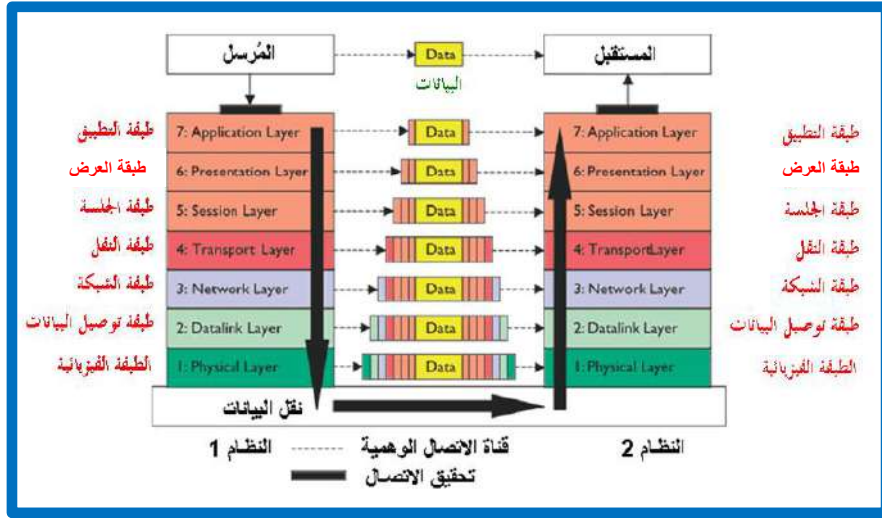 المُرسل Data المستقبل
البيانات
طبقة التطبيق 7: Application Layer Data 7: Application Layer طبقة التطبيق
طبقة العرض 6: Presentation Layer Data 6: Presentation Layer طبقة العرض
طبقة الجلسة 5: Session Layer Data 5: Session Layer طبقة الجلسة
طبقة النقل 4: Transport Layer Data 4: TransportLayer طبقة النقل
طبقة الشبكة 3: Network Layer Data 3: Network Layer طبقة الشبكة
طبقة توصيل البيانات 2: Datalink Layer Data 2: Datalink Layer طبقة توصيل البيانات
الطبقة الفيزيائية 1: Physical Layer Data 1: Physical Layer الطبقة الفيزيائية
نقل البيانات
النظام 1 قناة الاتصال الوهمية النظام 2
تحقيق الاتصال